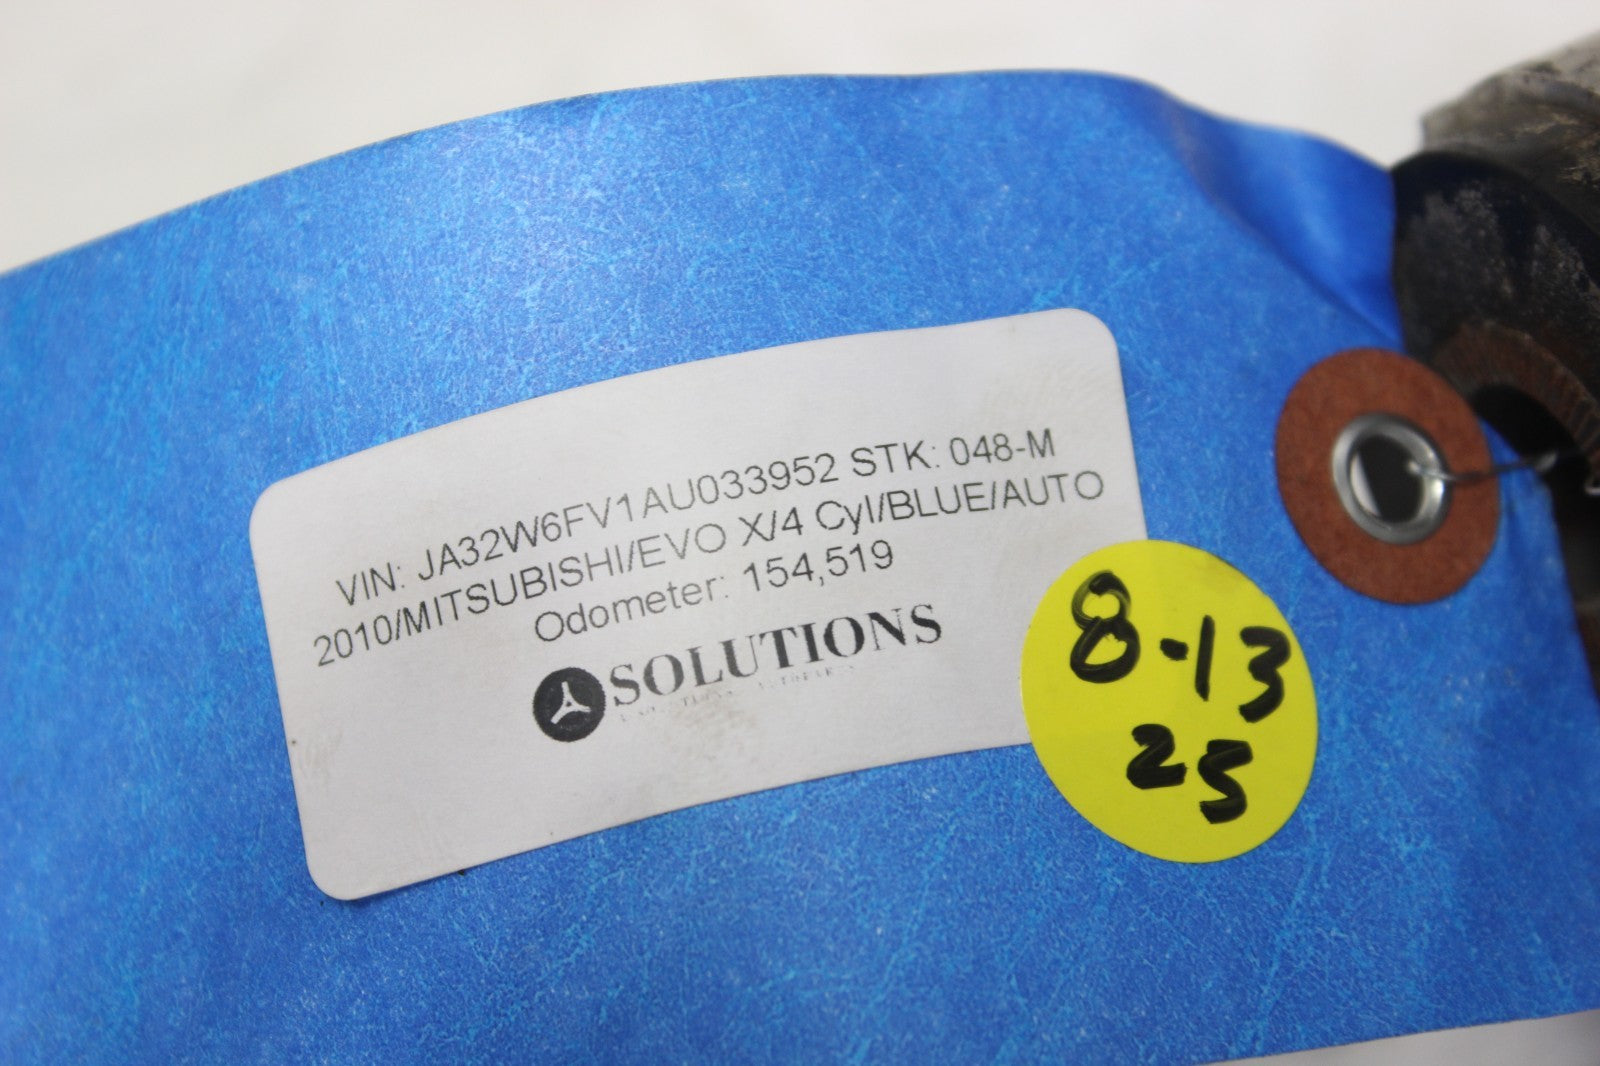 VIN: JA32W6FV1AU033952 STK: 048-M
2010/MITSUBISHI/EVO X/4 Cyl/BLUE/AUTO
Odometer: 154,519
SOLUTIONS
8-13
25